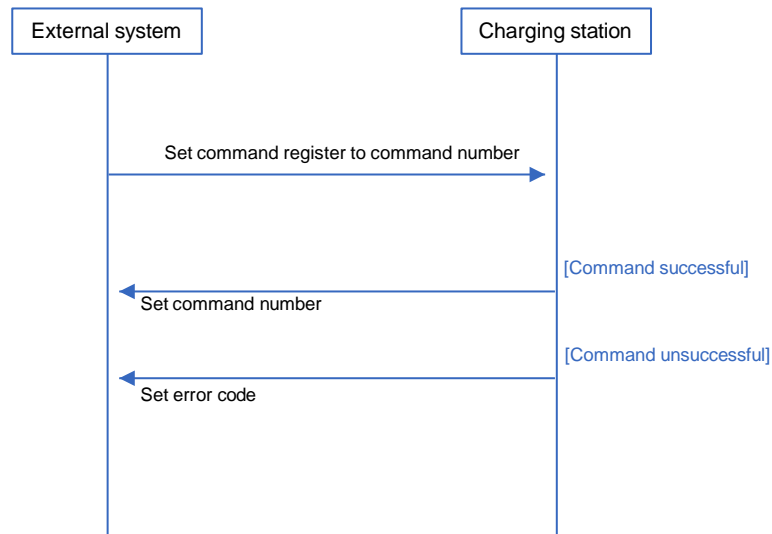 External system
Charging station
Set command register to command number
[Command successful]
Set command number
[Command unsuccessful]
Set error code